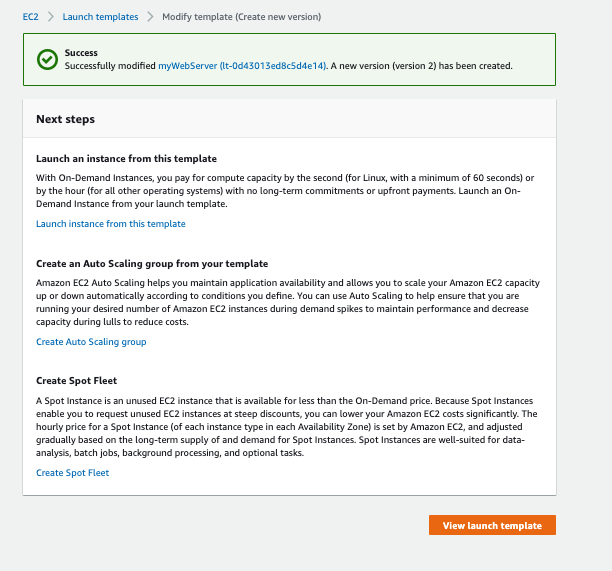 EC2 > Launch templates > Modify template (Create new version)
Success
Successfully modified myWebServer (lt-0d43013ed8c5d4e14). A new version (version 2) has been created.
Next steps
Launch an instance from this template
With On-Demand Instances, you pay for compute capacity by the second (for Linux, with a minimum of 60 seconds) or
by the hour (for all other operating systems) with no long-term commitments or upfront payments. Launch an On-
Demand Instance from your launch template.
Launch instance from this template
Create an Auto Scaling group from your template
Amazon EC2 Auto Scaling helps you maintain application availability and allows you to scale your Amazon EC2 capacity
up or down automatically according to conditions you define. You can use Auto Scaling to help ensure that you are
running your desired number of Amazon EC2 instances during demand spikes to maintain performance and decrease
capacity during lulls to reduce costs.
Create Auto Scaling group
Create Spot Fleet
A Spot Instance is an unused EC2 instance that is available for less than the On-Demand price. Because Spot Instances
enable you to request unused EC2 instances at steep discounts, you can lower your Amazon EC2 costs significantly. The
hourly price for a Spot Instance (of each instance type in each Availability Zone) is set by Amazon EC2, and adjusted
gradually based on the long-term supply of and demand for Spot Instances. Spot Instances are well-suited for data-
analysis, batch jobs, background processing, and optional tasks.
Create Spot Fleet
View launch template